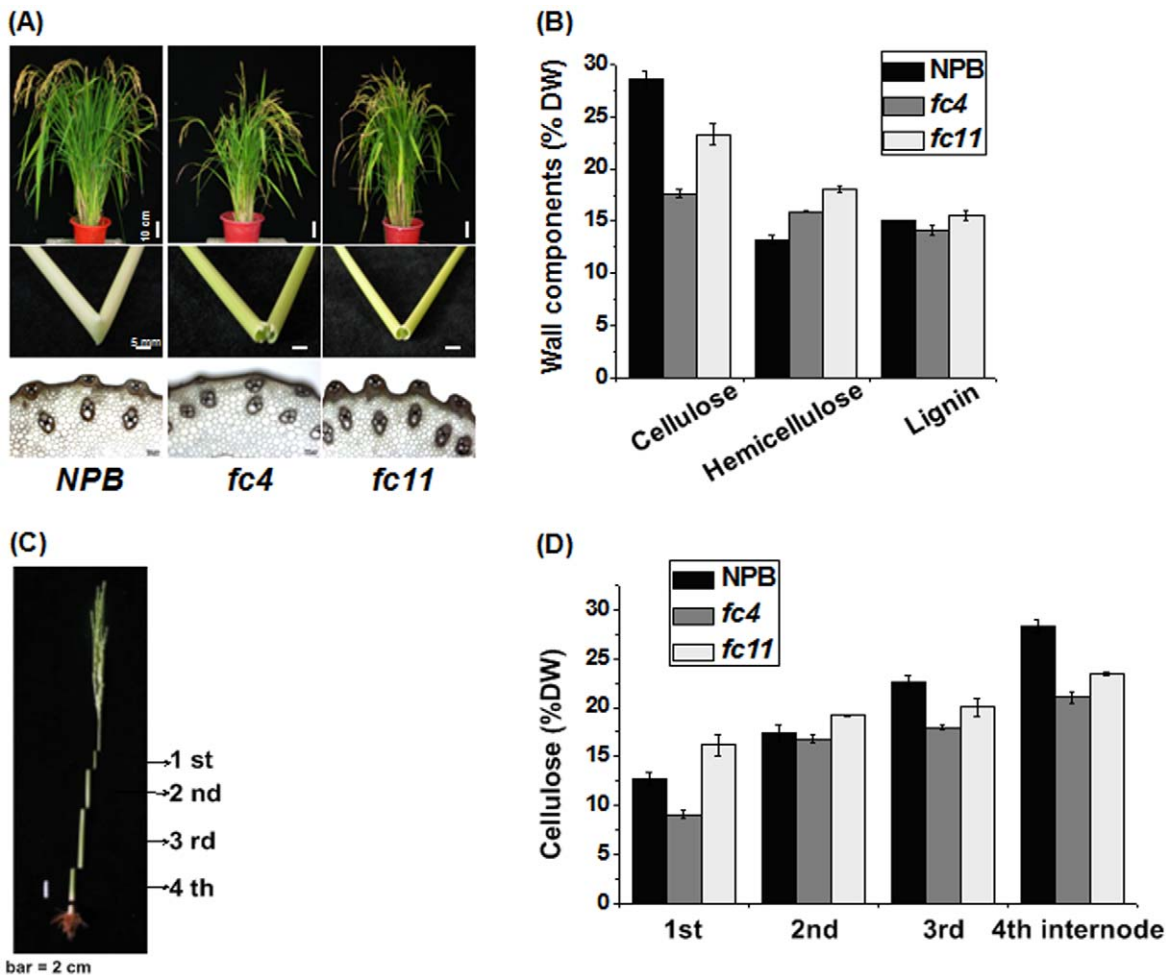 (A)
10 cm
5 mm
NPB fc4 fc11
(B)
Wall components (% DW)
30
25
20
15
10
5
0
NPB
fc4
fc11
Cellulose
Hemicellulose
Lignin
(C)
1 st
2 nd
3 rd
4 th
bar = 2 cm
(D)
Cellulose (%DW)
30
25
20
15
10
5
0
NPB
fc4
fc11
1st 2nd 3rd 4th internode